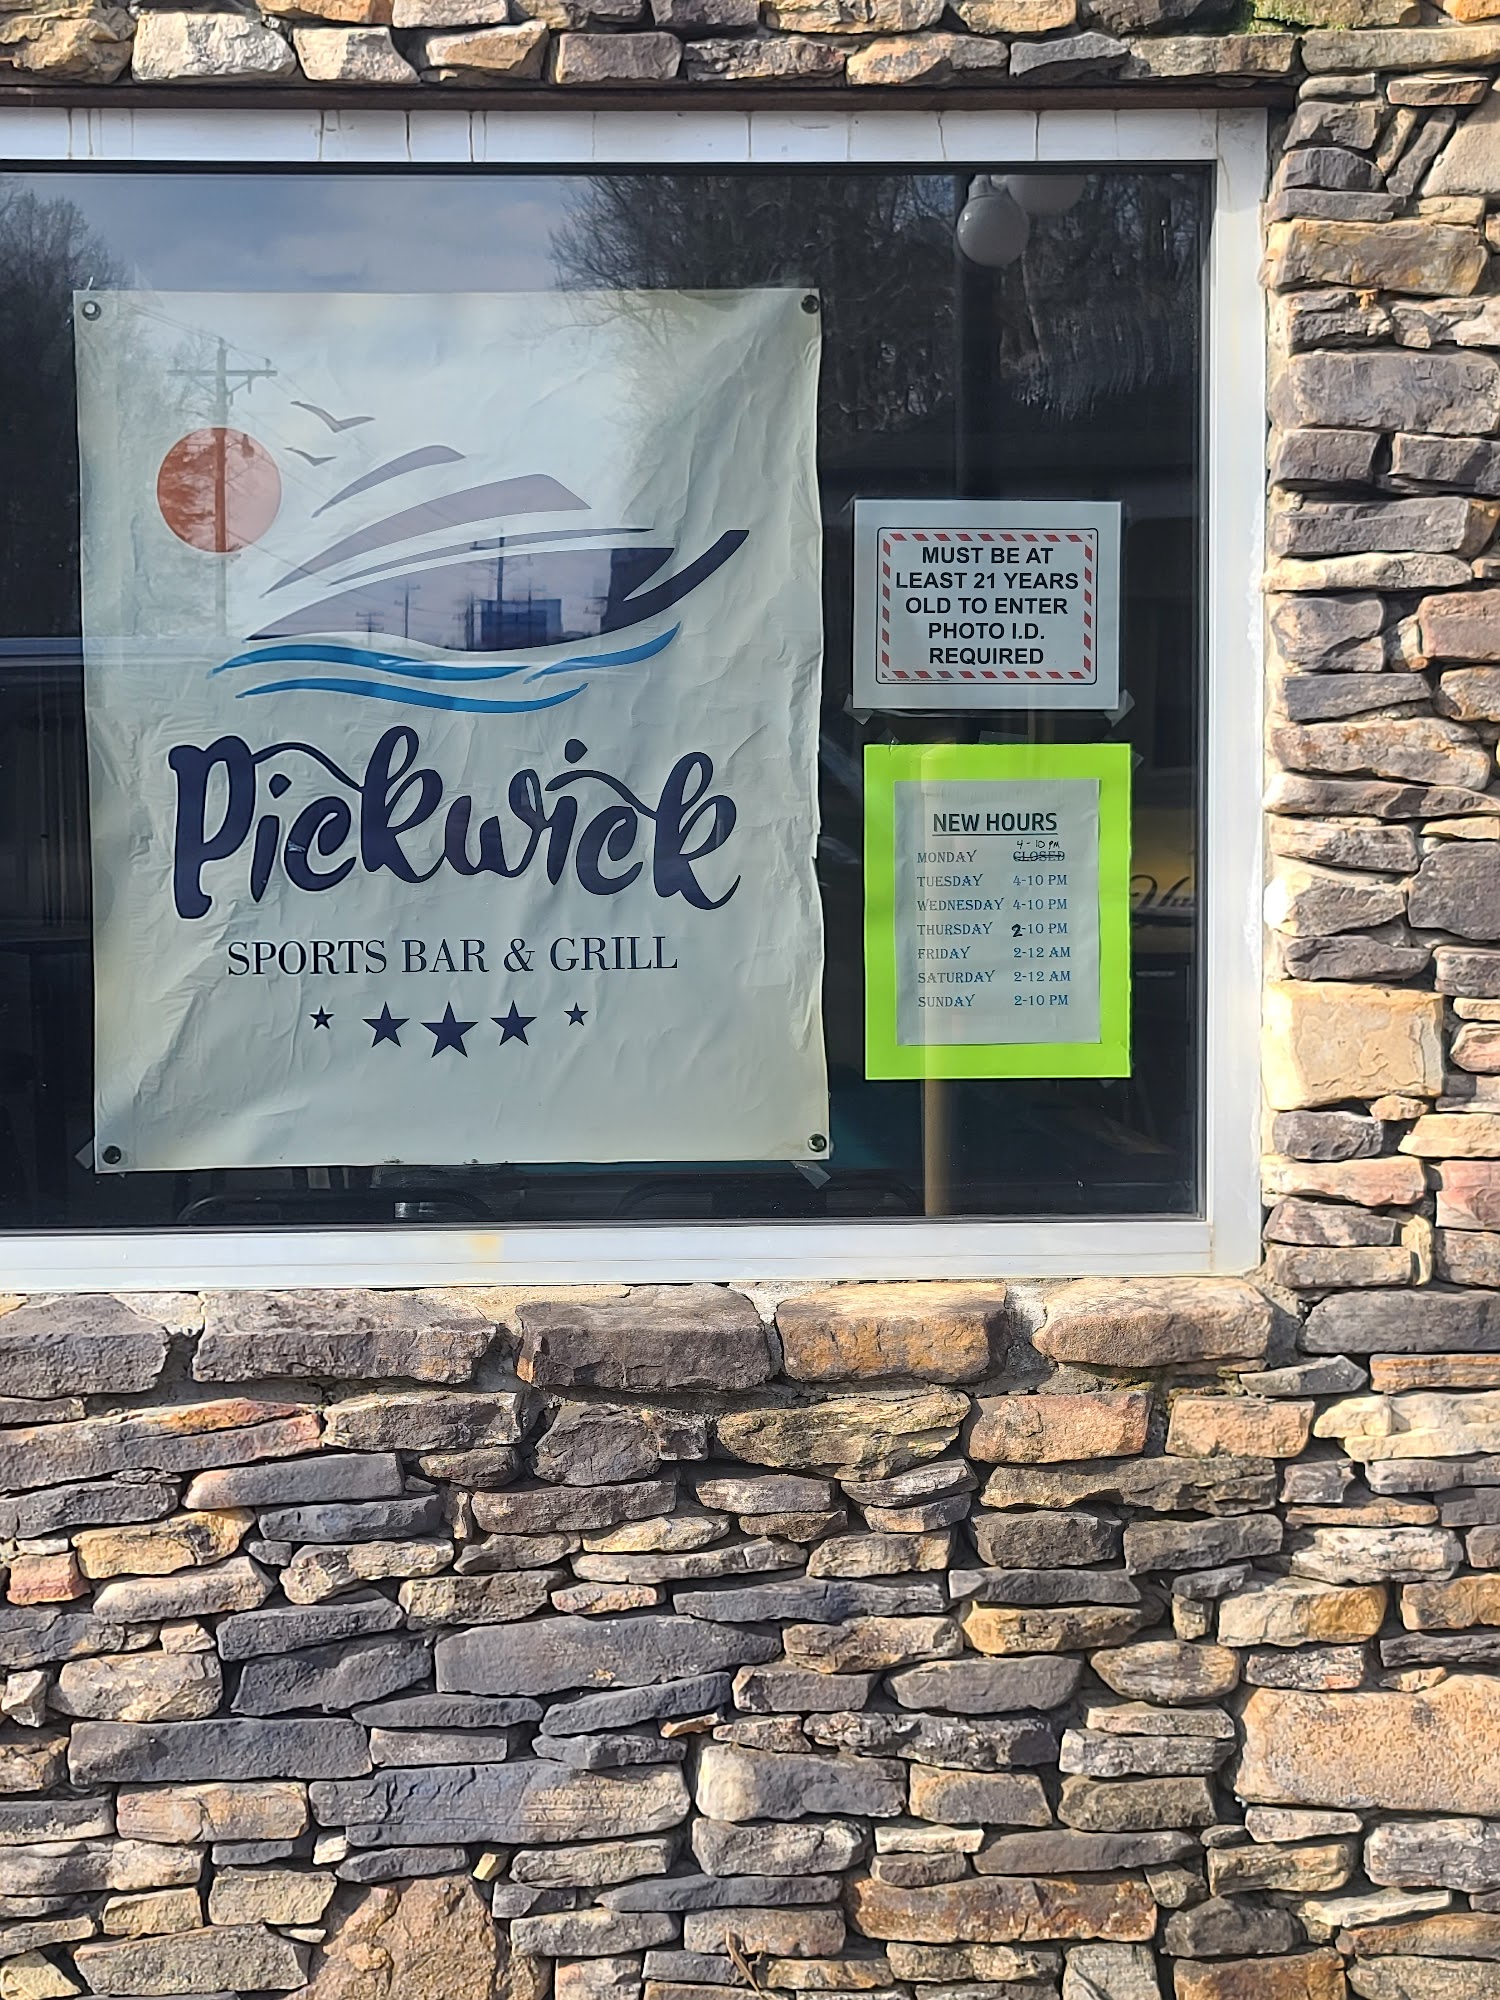 Pickwick
SPORTS BAR & GRILL
MUST BE AT
LEAST 21 YEARS
OLD TO ENTER
PHOTO I.D.
REQUIRED
NEW HOURS
4-10 PM
MONDAY CLOSED
TUESDAY 4-10 PM
WEDNESDAY 4-10 PM
THURSDAY 2-10 PM
FRIDAY 2-12 AM
SATURDAY 2-12 AM
SUNDAY 2-10 PM